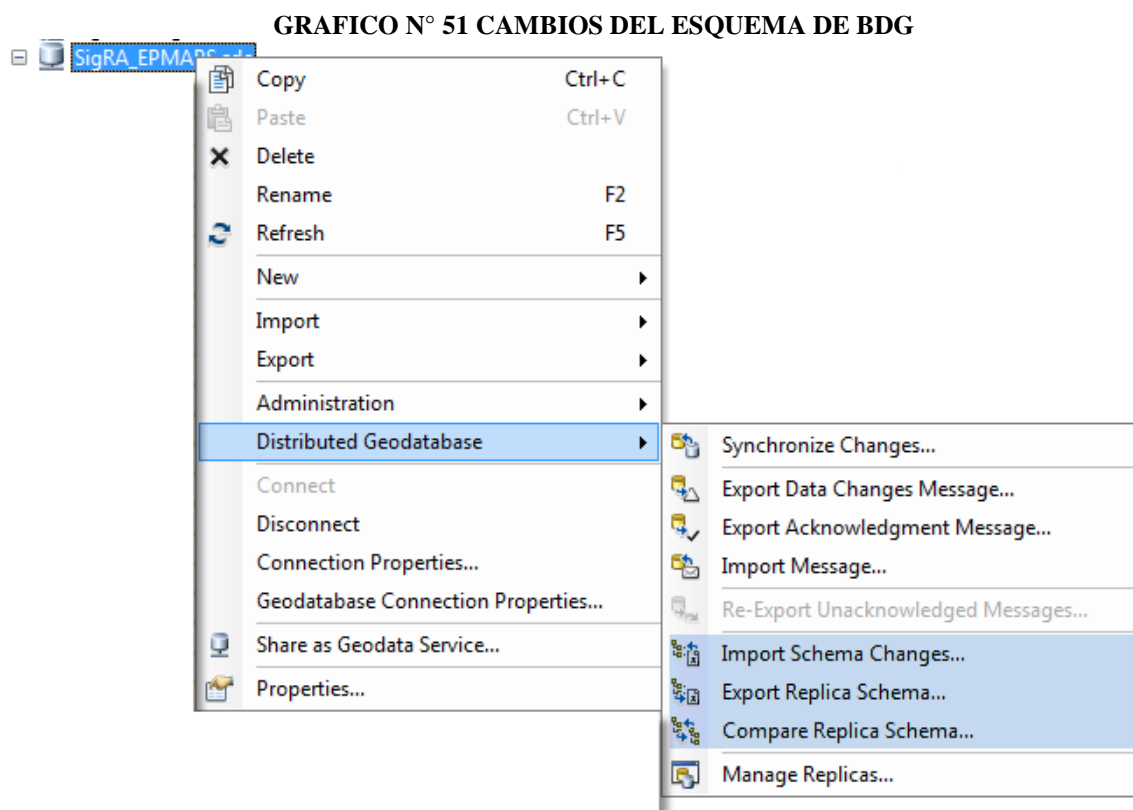 GRAFICO N° 51 CAMBIOS DEL ESQUEMA DE BDG
SigRA_EPMAPS.sde
Copy Ctrl+C
Paste Ctrl+V
Delete
Rename F2
Refresh F5
New
Import
Export
Administration
Distributed Geodatabase
Connect
Disconnect
Connection Properties...
Geodatabase Connection Properties...
Share as Geodata Service...
Properties...
Synchronize Changes...
Export Data Changes Message...
Export Acknowledgment Message...
Import Message...
Re-Export Unacknowledged Messages...
Import Schema Changes...
Export Replica Schema...
Compare Replica Schema...
Manage Replicas...